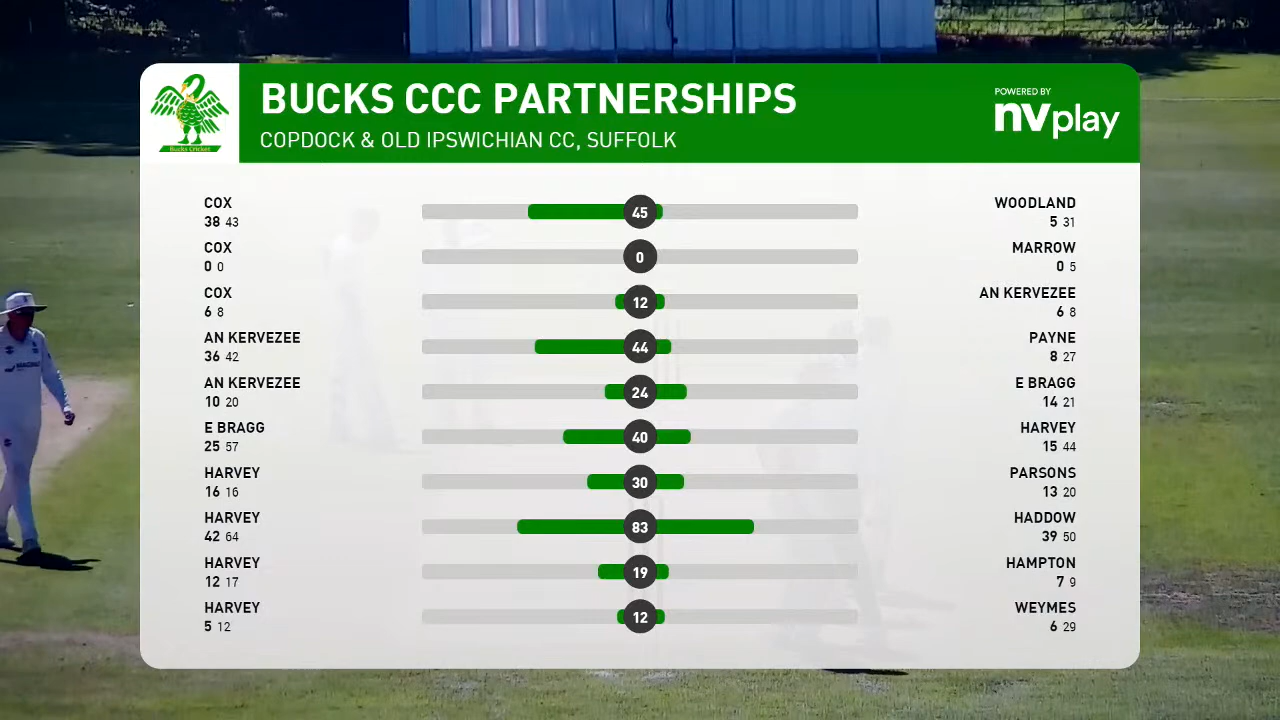 BUCKS CCC PARTNERSHIPS
COPDOCK & OLD IPSWICHIAN CC, SUFFOLK
POWERED BY
nvplay
Bucks Cricket
COX
38 43
45
WOODLAND
5 31
COX
0 0
0
MARROW
0 5
COX
6 8
12
AN KERVEZEE
6 8
AN KERVEZEE
36 42
44
PAYNE
8 27
AN KERVEZEE
10 20
24
E BRAGG
14 21
E BRAGG
25 57
40
HARVEY
15 44
HARVEY
16 16
30
PARSONS
13 20
HARVEY
42 64
83
HADDOW
39 50
HARVEY
12 17
19
HAMPTON
7 9
HARVEY
5 12
12
WEYMES
6 29